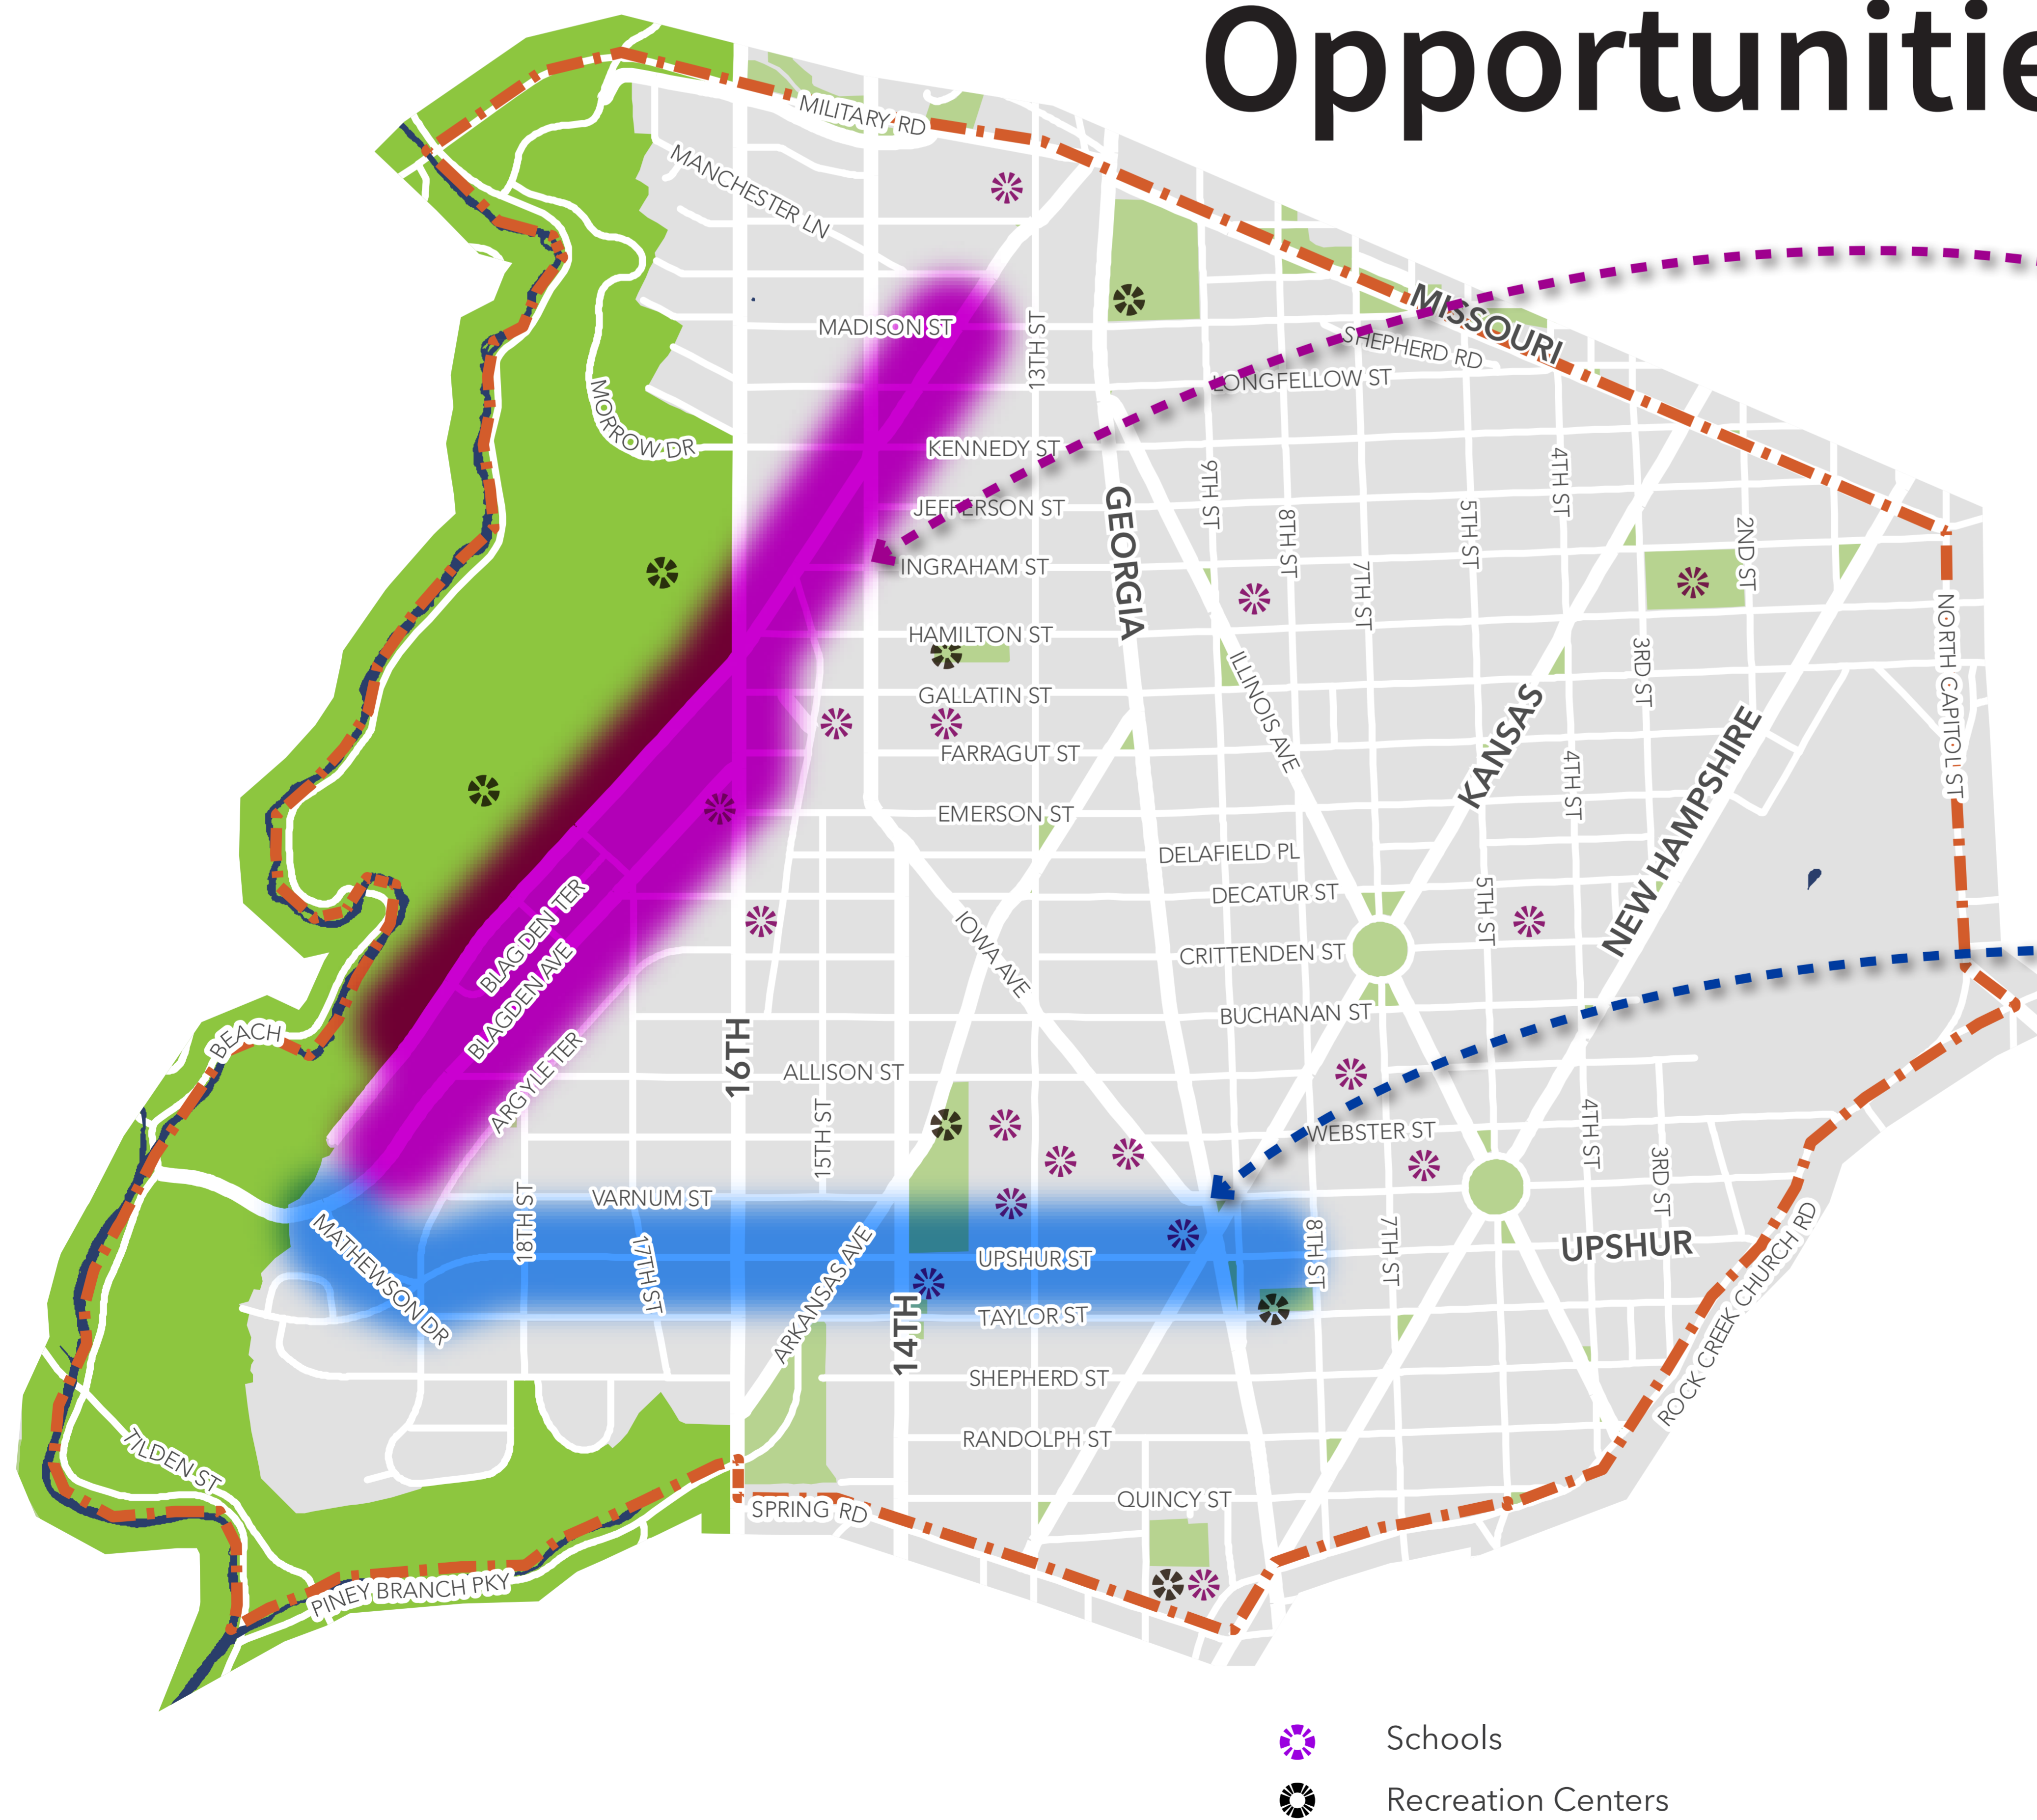 Opportunitie
MILITARY RD
MANCHESTER LN
MISSOURI
MADISON ST
13TH ST
SHEPHERD RD
LONGFELLOW ST
MORROW DR
KENNEDY ST
9TH ST
4TH ST
JEFFERSON ST
GEORGIA
8TH ST
5TH ST
2ND ST
INGRAHAM ST
7TH ST
NORTH CAPITOL ST
HAMILTON ST
ILLINOIS AVE
3RD ST
GALLATIN ST
KANSAS
NEW HAMPSHIRE
FARRAGUT ST
4TH ST
EMERSON ST
DELAFIELD PL
DECATUR ST
5TH ST
BLAGDEN TER
BLAGDEN AVE
IOWA AVE
CRITTENDEN ST
BUCHANAN ST
BEACH
ARGYLE TER
16TH
ALLISON ST
15TH ST
WEBSTER ST
4TH ST
3RD ST
VARNUM ST
18TH ST
MATHEWSON DR
17TH ST
ARKANSAS AVE
UPSHUR ST
8TH ST
7TH ST
UPSHUR
ROCK CREEK CHURCH RD
14TH
TAYLOR ST
SHEPHERD ST
TILDEN ST
RANDOLPH ST
SPRING RD
QUINCY ST
PINEY BRANCH PKY
Schools
Recreation Centers